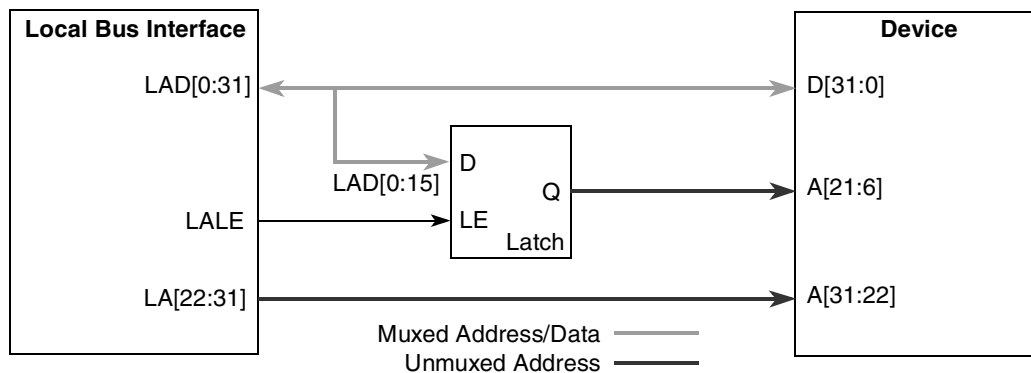 Local Bus Interface
Device
LAD[0:31]
D[31:0]
D
LAD[0:15]
Q
A[21:6]
LALE
LE
Latch
LA[22:31]
A[31:22]
Muxed Address/Data
Unmuxed Address